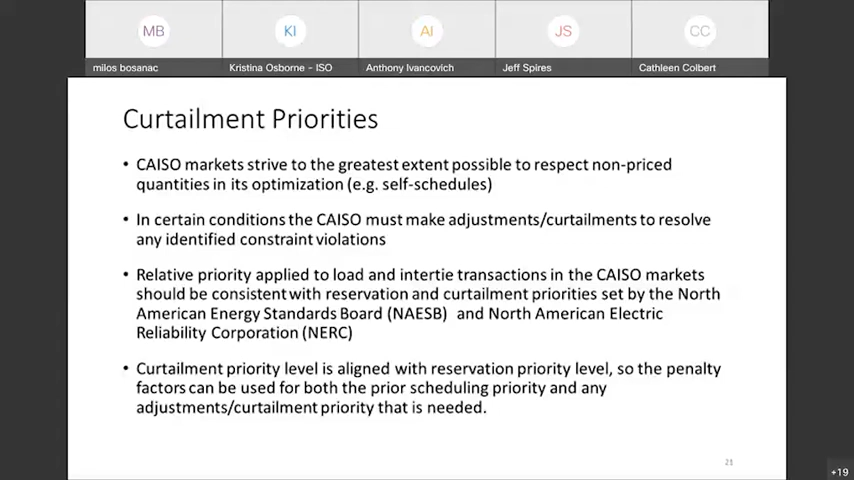 MB
KI
AI
JS
CC
milos bosanac
Kristina Osborne - ISO
Anthony Ivancovich
Jeff Spires
Cathleen Colbert
Curtailment Priorities
• CAISO markets strive to the greatest extent possible to respect non-priced
quantities in its optimization (e.g. self-schedules)
• In certain conditions the CAISO must make adjustments/curtailments to resolve
any identified constraint violations
• Relative priority applied to load and intertie transactions in the CAISO markets
should be consistent with reservation and curtailment priorities set by the North
American Energy Standards Board (NAESB) and North American Electric
Reliability Corporation (NERC)
• Curtailment priority level is aligned with reservation priority level, so the penalty
factors can be used for both the prior scheduling priority and any
adjustments/curtailment priority that is needed.
21
+19